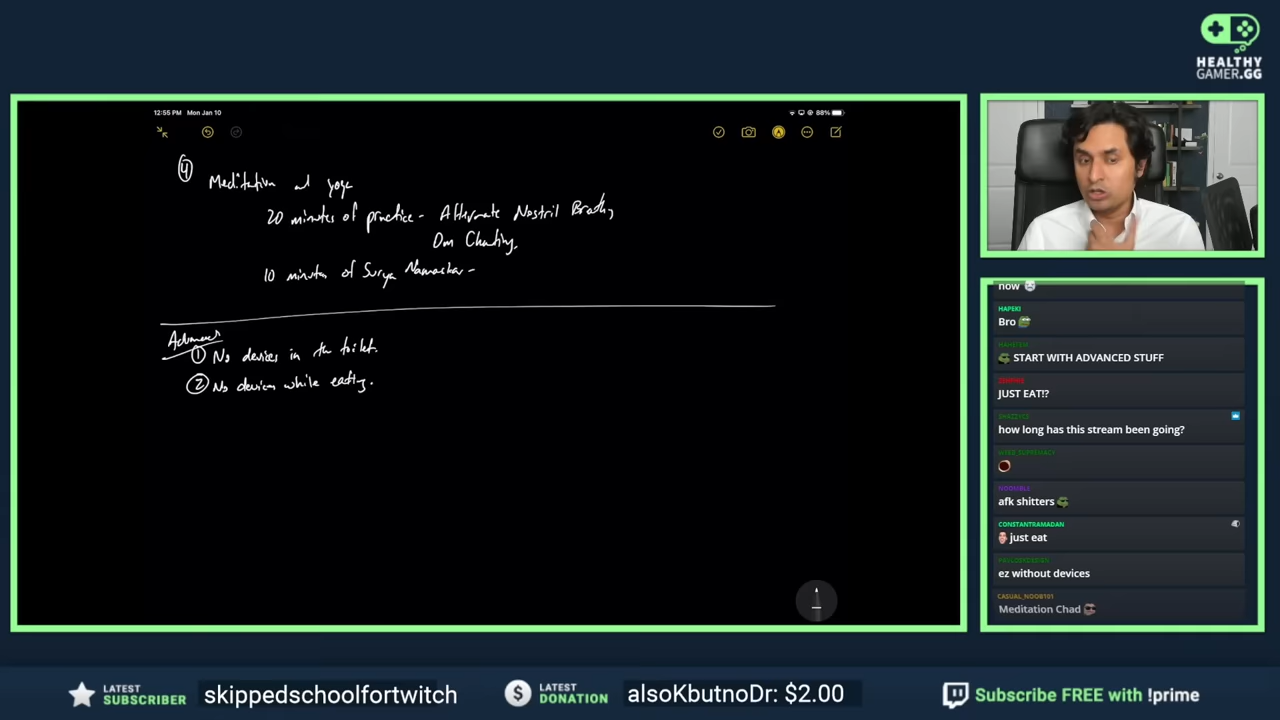 HEALTHY
GAMER.GG
12:55 PM Mon Jan 10
88%
4
Meditation and yoga
20 minutes of practice - Alternate Nostril Breath,
Om Chanting.
10 minutes of Surya Namaskar -
Advanced
1 No devices in the toilet.
2 No devices while eating.
now
HAPEKI
Bro
START WITH ADVANCED STUFF
JUST EAT!?
how long has this stream been going?
afk shitters
CONSTANTRAMADAN
just eat
ez without devices
CASUAL_NOOB101
Meditation Chad
LATEST
SUBSCRIBER
skippedschoolfortwitch
$
LATEST
DONATION
alsoKbutnoDr: $2.00
Subscribe FREE with !prime